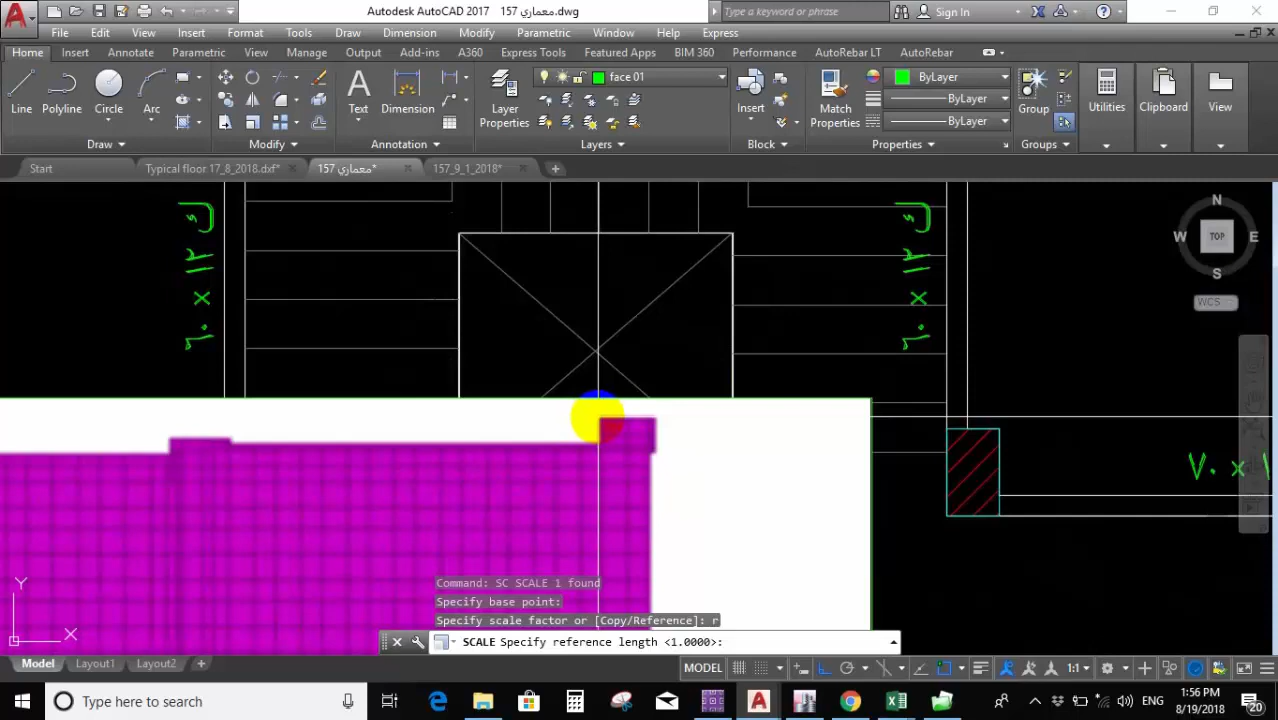 Autodesk AutoCAD 2017 معماري 157.dwg
Type a keyword or phrase
Sign In
File Edit View Insert Format Tools Draw Dimension Modify Parametric Window Help Express
Home Insert Annotate Parametric View Manage Output Add-ins A360 Express Tools Featured Apps BIM 360 Performance AutoRebar LT AutoRebar
face 01
ByLayer
ByLayer
ByLayer
Line Polyline Circle Arc
Text Dimension
Layer Properties
Insert
Match Properties
Group
Utilities
Clipboard
View
Draw Modify Annotation Layers Block Properties Groups
Start
Typical floor 17_8_2018.dxf*
معماري 157*
157_9_1_2018*
N
W TOP E
S
WCS
Y
X
Command: SC SCALE 1 found
Specify base point:
Specify scale factor or [Copy/Reference]: r
SCALE Specify reference length <1.0000>:
Model Layout1 Layout2
MODEL
1:1
Type here to search
ENG
1:56 PM
8/19/2018
20